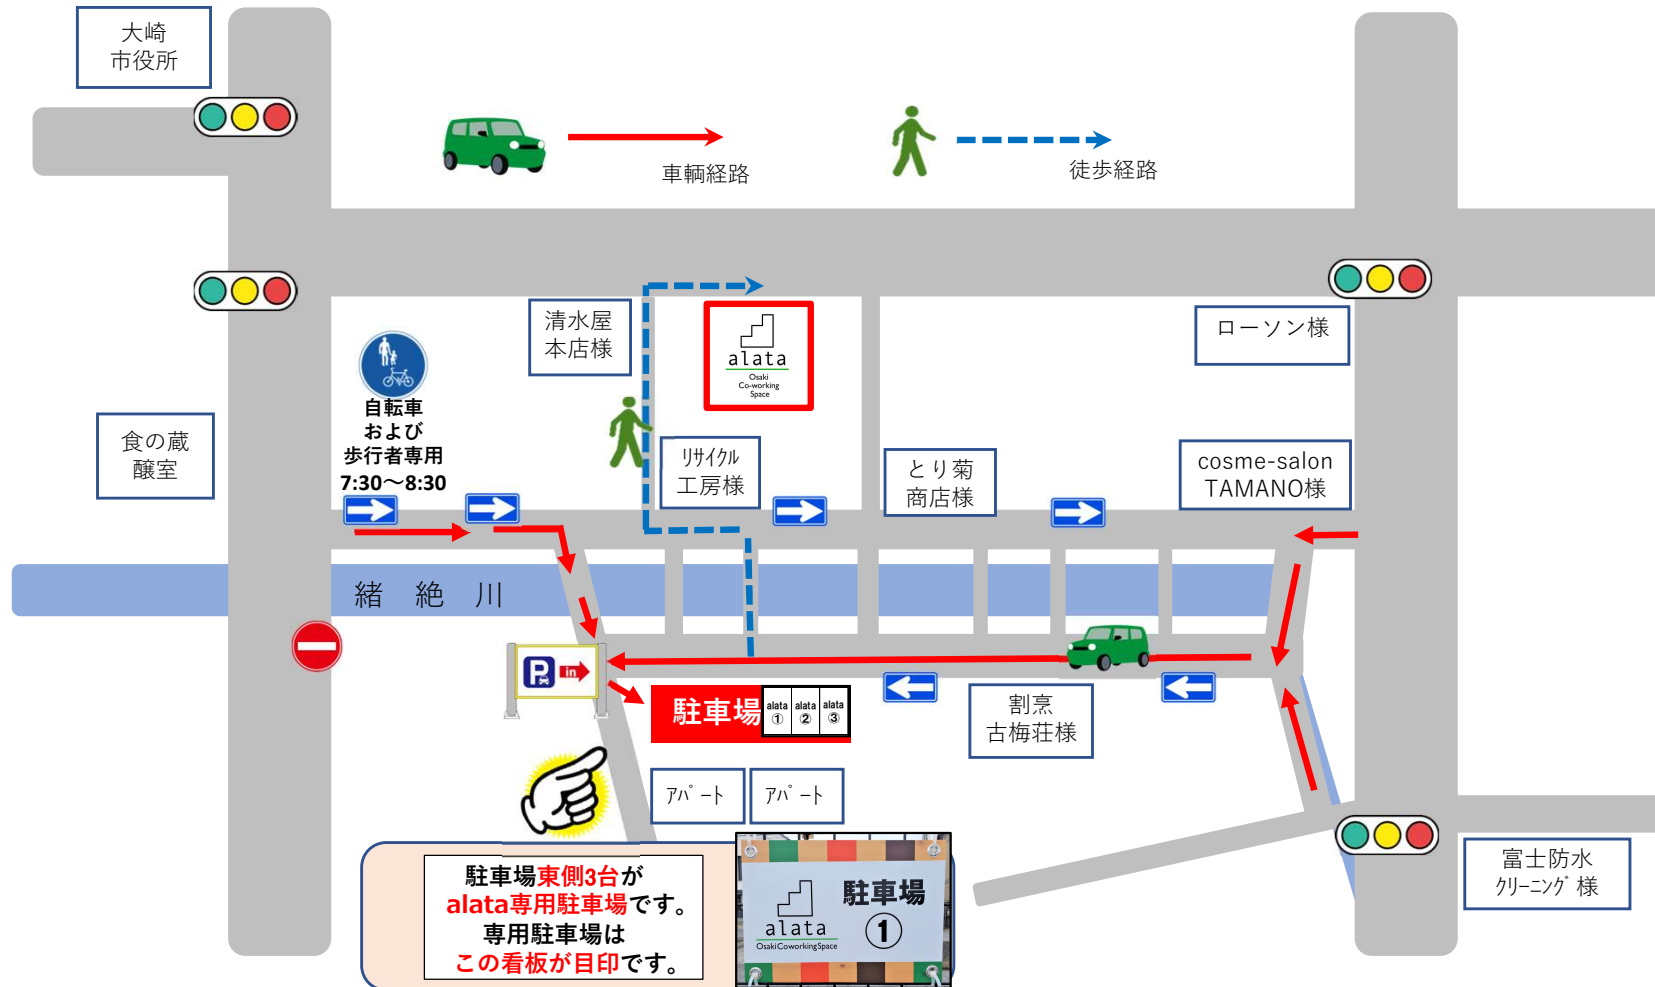 大崎
市役所
車輌経路
徒歩経路
清水屋
本店様
alata
Osaki
Co-working
Space
ローソン様
自転車
および
歩行者専用
7:30～8:30
食の蔵
醸室
ﾘｻｲｸﾙ
工房様
とり菊
商店様
cosme-salon
TAMANO様
緒絶川
P
in
駐車場
alata
①
alata
②
alata
③
割烹
古梅荘様
ｱﾊﾟｰﾄ
ｱﾊﾟｰﾄ
駐車場東側3台が
alata専用駐車場です。
専用駐車場は
この看板が目印です。
駐車場
①
alata
OsakiCoworkingSpace
富士防水
ｸﾘｰﾆﾝｸﾞ様